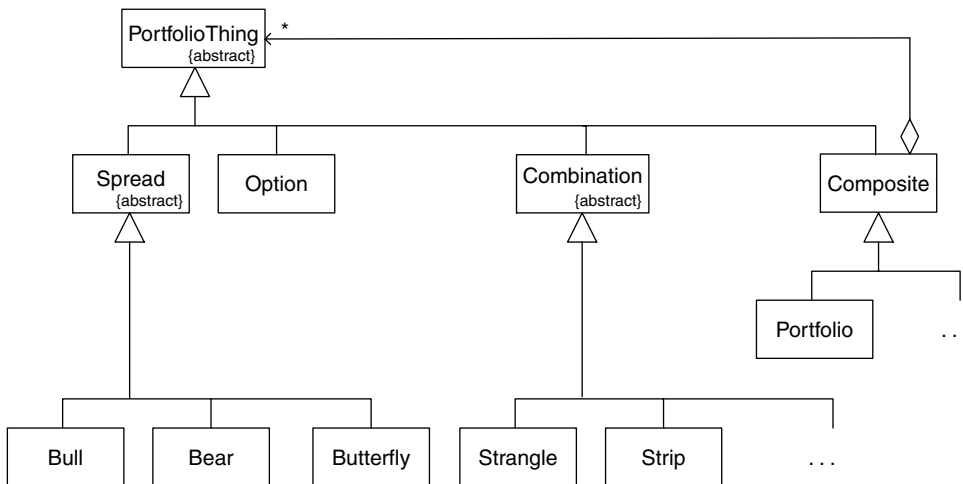 PortfolioThing
{abstract}
*
Spread
{abstract}
Option
Combination
{abstract}
Composite
Portfolio
. .
Bull
Bear
Butterfly
Strangle
Strip
. . .